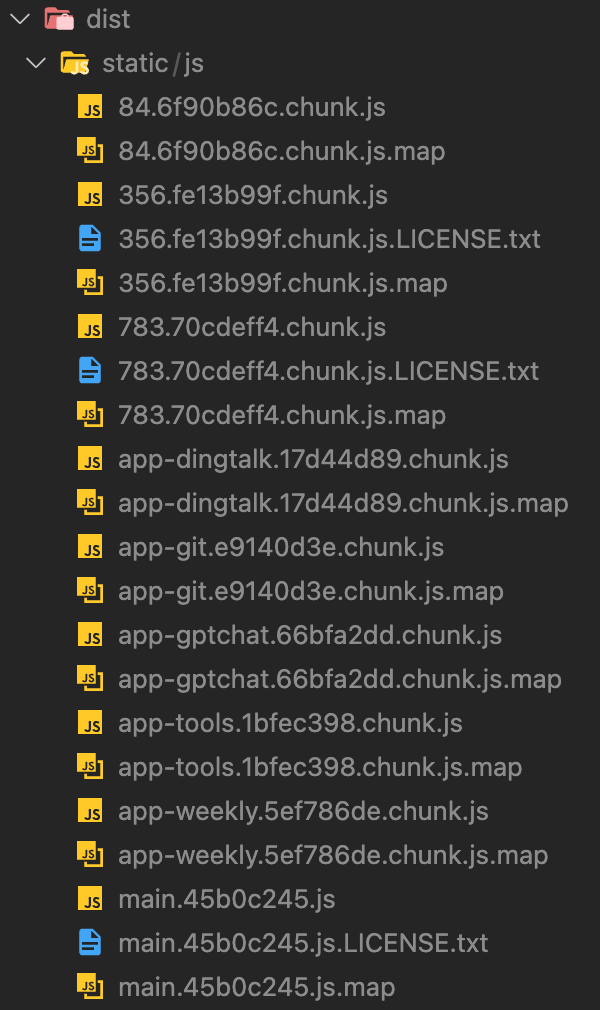 dist
static/js
JS 84.6f90b86c.chunk.js
JS 84.6f90b86c.chunk.js.map
JS 356.fe13b99f.chunk.js
356.fe13b99f.chunk.js.LICENSE.txt
JS 356.fe13b99f.chunk.js.map
JS 783.70cdeff4.chunk.js
783.70cdeff4.chunk.js.LICENSE.txt
JS 783.70cdeff4.chunk.js.map
JS app-dingtalk.17d44d89.chunk.js
JS app-dingtalk.17d44d89.chunk.js.map
JS app-git.e9140d3e.chunk.js
JS app-git.e9140d3e.chunk.js.map
JS app-gptchat.66bfa2dd.chunk.js
JS app-gptchat.66bfa2dd.chunk.js.map
JS app-tools.1bfec398.chunk.js
JS app-tools.1bfec398.chunk.js.map
JS app-weekly.5ef786de.chunk.js
JS app-weekly.5ef786de.chunk.js.map
JS main.45b0c245.js
main.45b0c245.js.LICENSE.txt
JS main.45b0c245.js.map